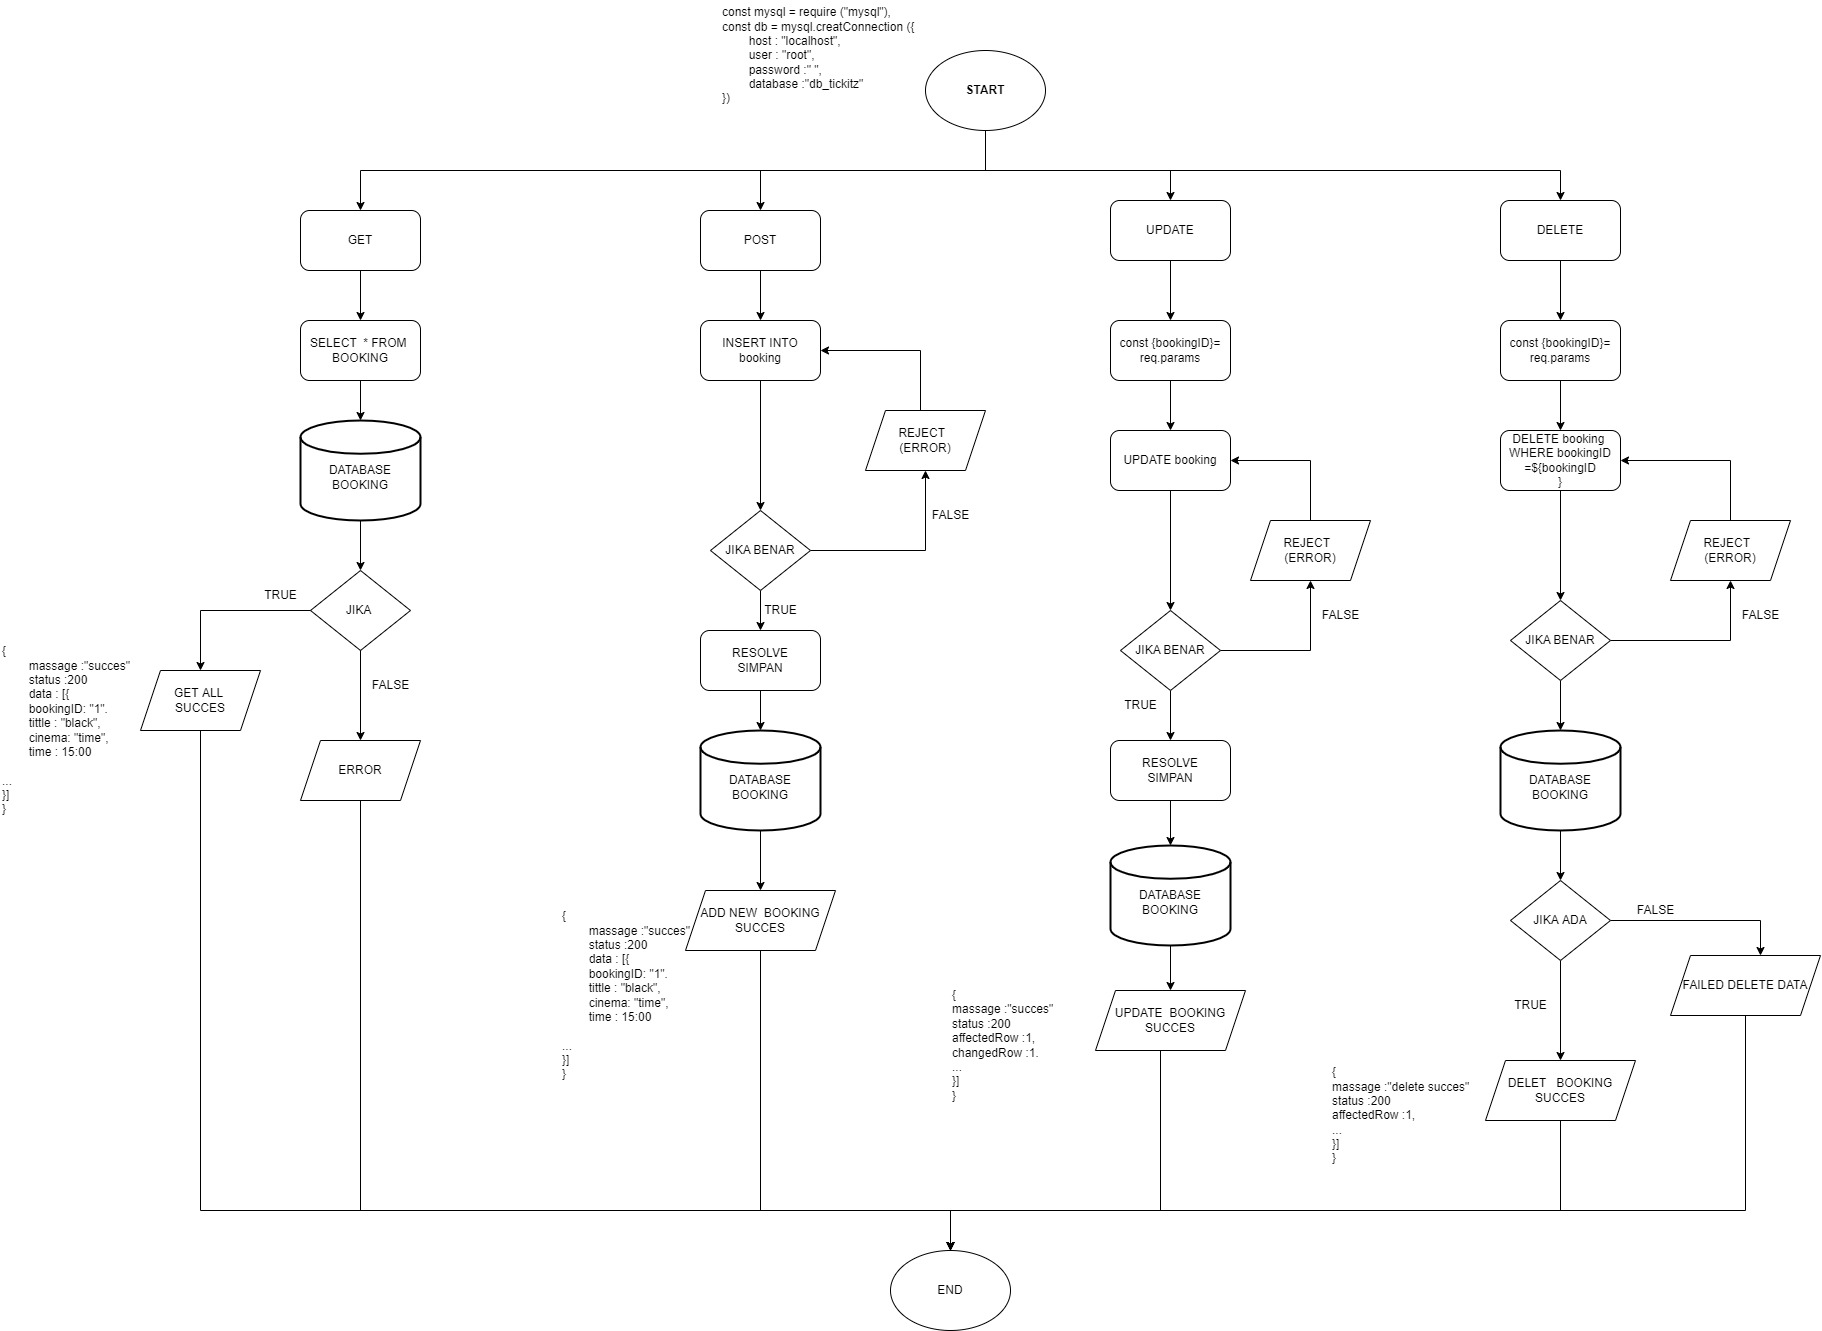 const mysql = require ("mysql"),
const db = mysql.creatConnection ({
host : "localhost",
user : "root",
password :" ",
database :"db_tickitz"
})
START
GET
SELECT * FROM
BOOKING
DATABASE
BOOKING
JIKA
TRUE
FALSE
{
massage :"succes"
status :200
data : [{
bookingID: "1".
tittle : "black",
cinema: "time",
time : 15:00
...
}]
}
GET ALL
SUCCES
ERROR
POST
INSERT INTO
booking
REJECT
(ERROR)
FALSE
JIKA BENAR
TRUE
RESOLVE
SIMPAN
DATABASE
BOOKING
{
massage :"succes"
status :200
data : [{
bookingID: "1".
tittle : "black",
cinema: "time",
time : 15:00
...
}]
}
ADD NEW BOOKING
SUCCES
UPDATE
const {bookingID}=
req.params
UPDATE booking
REJECT
(ERROR)
FALSE
JIKA BENAR
TRUE
RESOLVE
SIMPAN
DATABASE
BOOKING
{
massage :"succes"
status :200
affectedRow :1,
changedRow :1.
...
}]
}
UPDATE BOOKING
SUCCES
DELETE
const {bookingID}=
req.params
DELETE booking
WHERE bookingID
=${bookingID
}
REJECT
(ERROR)
FALSE
JIKA BENAR
DATABASE
BOOKING
JIKA ADA
FALSE
FAILED DELETE DATA
TRUE
{
massage :"delete succes"
status :200
affectedRow :1,
...
}]
}
DELET BOOKING
SUCCES
END